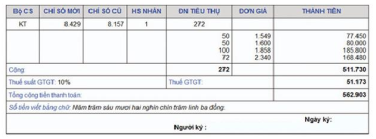 Bộ CS CHỈ SỐ MỚI CHỈ SỐ CŨ HS NHÂN DN TIÊU THỤ ĐƠN GIÁ THÀNH TIỀN
KT 8.429 8.157 1 272
50 1.549 77.450
50 1.600 80.000
100 1.858 185.800
72 2.340 168.480
Cộng 272 511.730
Thuế suất GTGT: 10% Thuế GTGT: 51.173
Tổng cộng tiền thanh toán 562.903
Số tiền viết bằng chữ: Năm trăm sáu mươi hai nghìn chín trăm linh ba đồng.
Ngày ký:
Người ký :